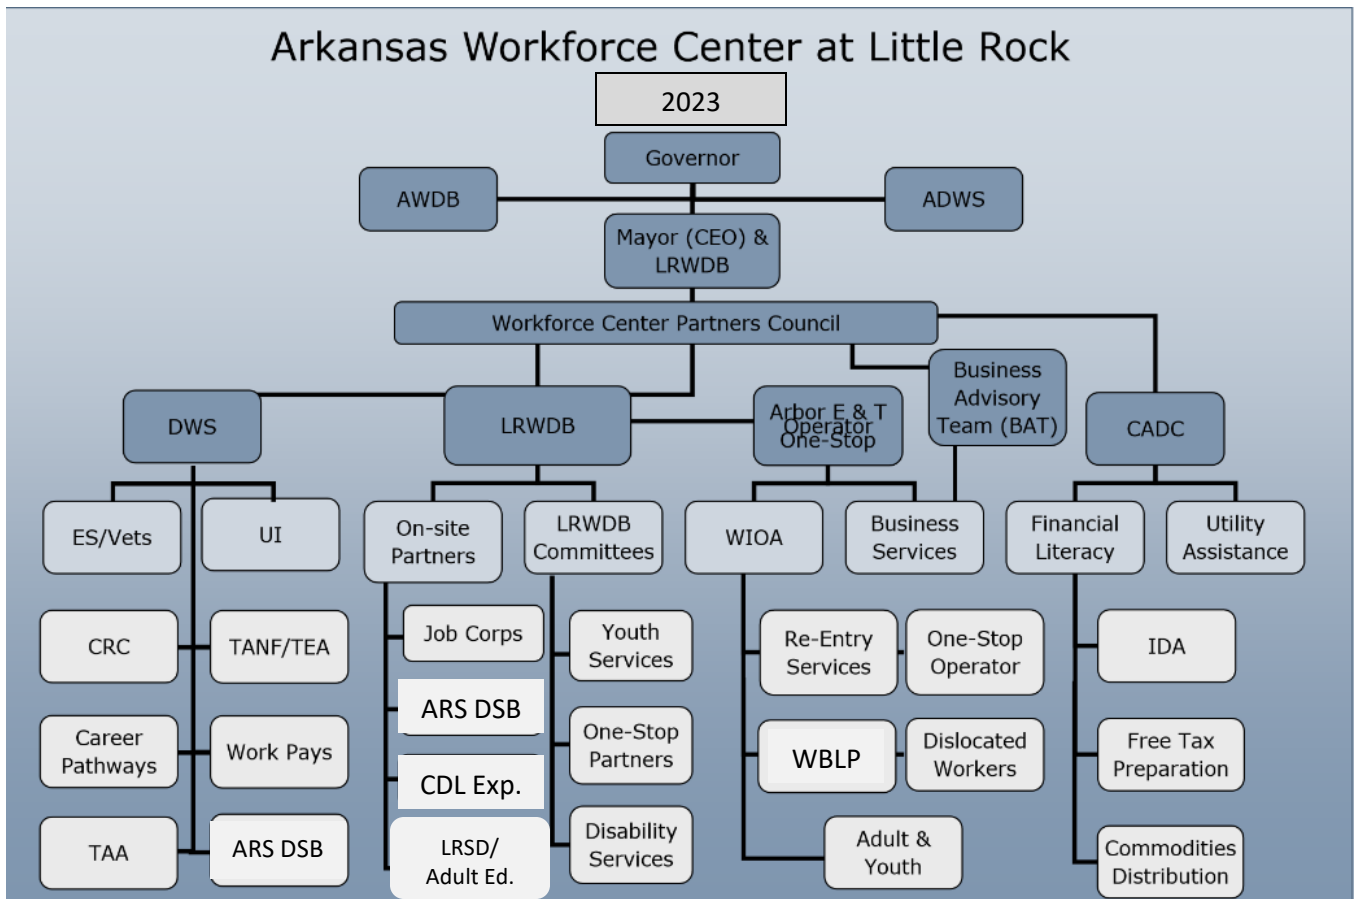 Arkansas Workforce Center at Little Rock
2023
Governor
AWDB
ADWS
Mayor (CEO) &
LRWDB
Workforce Center Partners Council
DWS
LRWDB
Arbor E & T
Operator
One-Stop
Business
Advisory
Team (BAT)
CADC
ES/Vets
UI
On-site
Partners
LRWDB
Committees
WIOA
Business
Services
Financial
Literacy
Utility
Assistance
CRC
TANF/TEA
Job Corps
Youth
Services
Re-Entry
Services
One-Stop
Operator
IDA
Career
Pathways
Work Pays
ARS DSB
One-Stop
Partners
WBLP
Dislocated
Workers
Free Tax
Preparation
CDL Exp.
TAA
ARS DSB
LRSD/
Adult Ed.
Disability
Services
Adult &
Youth
Commodities
Distribution